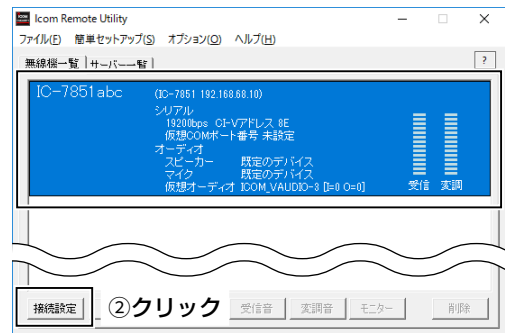 Icom Remote Utility
ファイル(F) 簡単セットアップ(S) オプション(O) ヘルプ(H)
無線機一覧 サーバー一覧 ?
IC-7851abc (IC-7851 192.168.68.10)
シリアル
19200bps CI-Vアドレス 8E
仮想COMポート番号 未設定
オーディオ
スピーカー 既定のデバイス
マイク 既定のデバイス
仮想オーディオ ICOM_VAUDIO-3 [I=0 O=0] 受信 変調
接続設定 ②クリック 受信音 変調音 モニター 削除